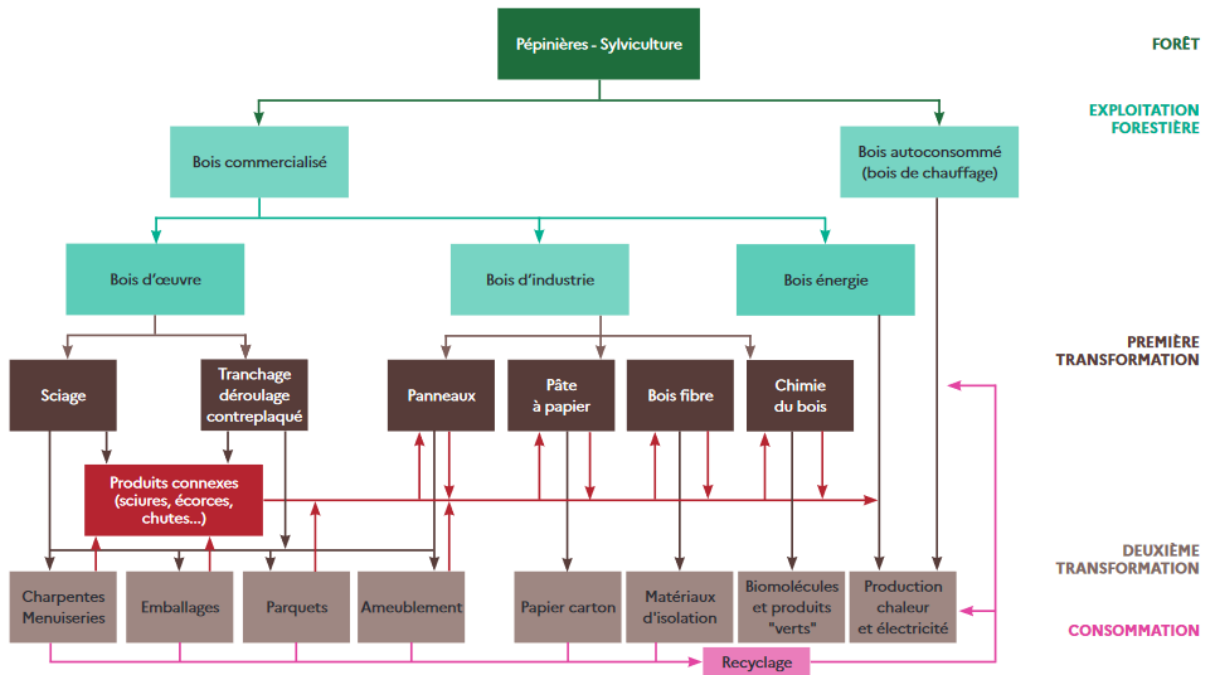 Pépinières - Sylviculture
FORÊT
EXPLOITATION
FORESTIÈRE
Bois commercialisé
Bois autoconsommé
(bois de chauffage)
Bois d'œuvre
Bois d'industrie
Bois énergie
PREMIÈRE
TRANSFORMATION
Sciage
Tranchage
déroulage
contreplaqué
Panneaux
Pâte
à papier
Bois fibre
Chimie
du bois
Produits connexes
(sciures, écorces,
chutes...)
DEUXIÈME
TRANSFORMATION
Charpentes
Menuiseries
Emballages
Parquets
Ameublement
Papier carton
Matériaux
d'isolation
Biomolécules
et produits
"verts"
Production
chaleur
et électricité
CONSOMMATION
Recyclage